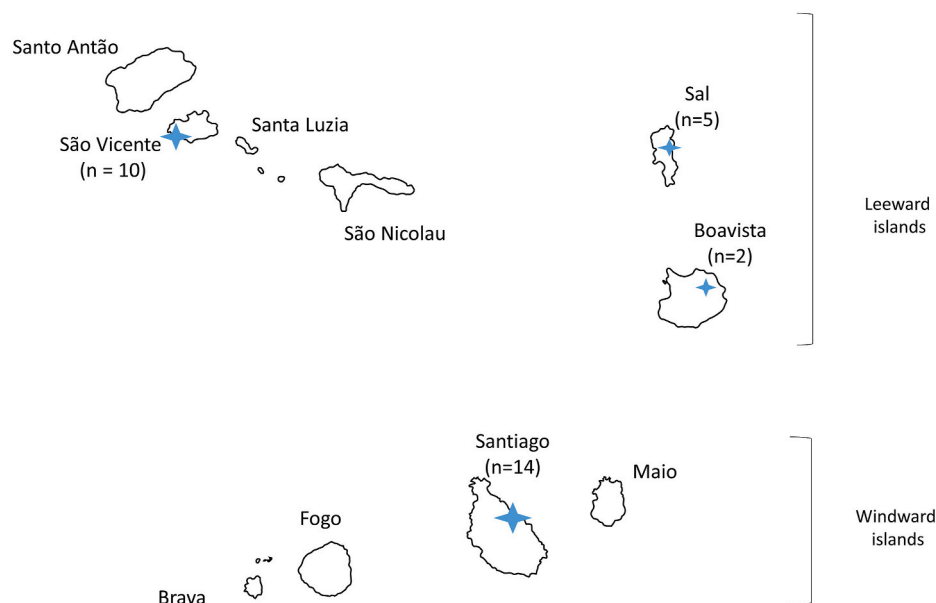 Santo Antão
São Vicente
(n = 10)
Santa Luzia
São Nicolau
Sal
(n=5)
Boavista
(n=2)
Leeward
islands
Santiago
(n=14)
Maio
Fogo
Brava
Windward
islands